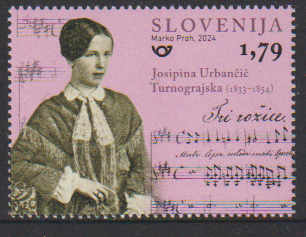 SLOVENIJA
Marko Prah, 2024
1,79
Josipina Urbančič
Turnograjska (1833–1854)
Tri rožice.